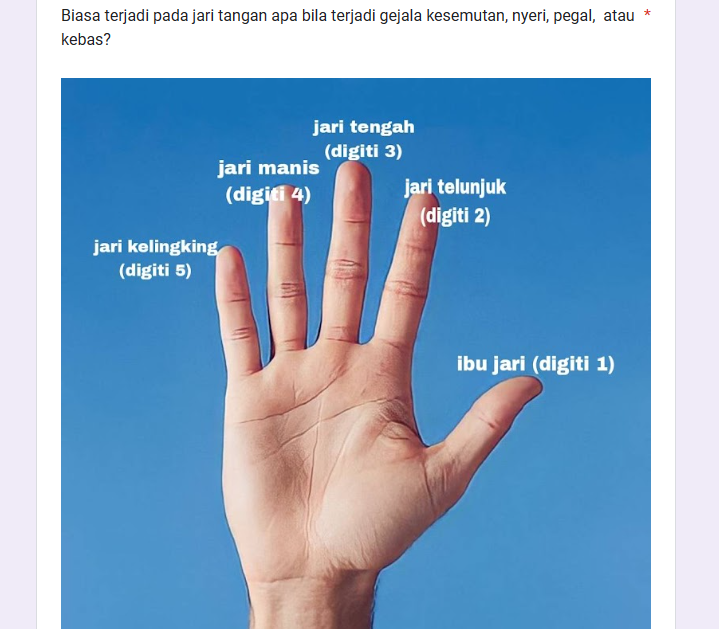 Biasa terjadi pada jari tangan apa bila terjadi gejala kesemutan, nyeri, pegal, atau *
kebas?
jari tengah
(digiti 3)
jari manis
(digiti 4)
jari telunjuk
(digiti 2)
jari kelingking
(digiti 5)
ibu jari (digiti 1)